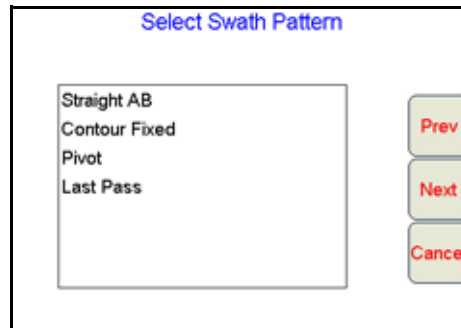 Select Swath Pattern
Straight AB
Contour Fixed
Pivot
Last Pass
Prev
Next
Cance